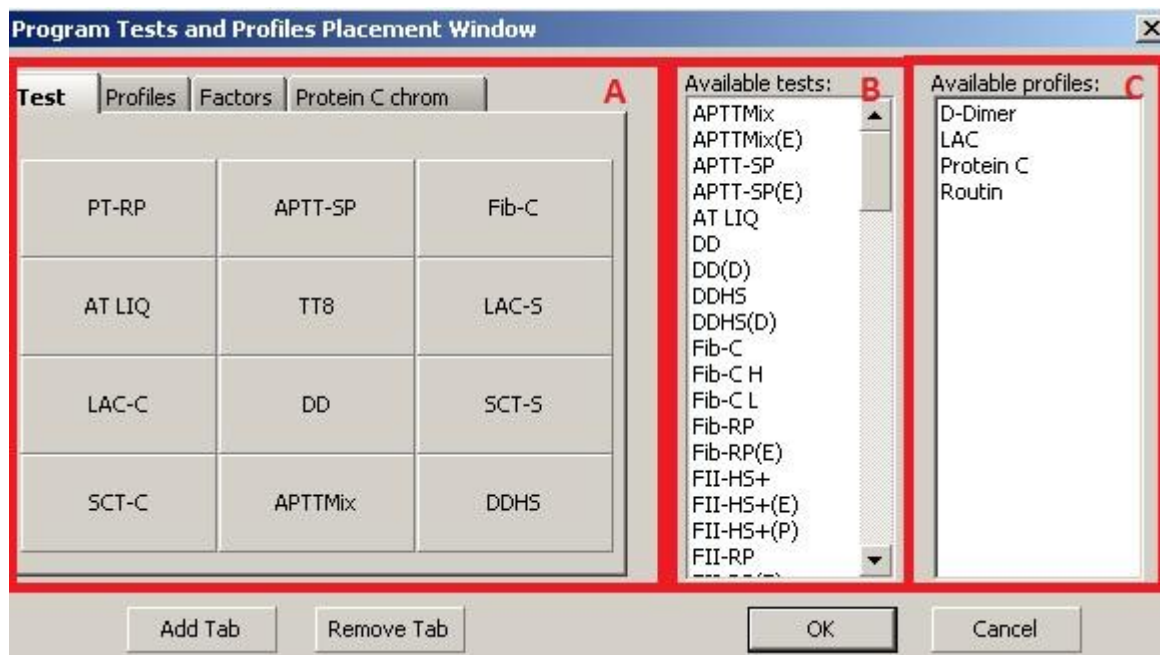 Program Tests and Profiles Placement Window
Test Profiles Factors Protein C chrom A
PT-RP APTT-SP Fib-C
AT LIQ TT8 LAC-S
LAC-C DD SCT-S
SCT-C APTTMix DDHS
Available tests: B
APTTMix
APTTMix(E)
APTT-SP
APTT-SP(E)
AT LIQ
DD
DD(D)
DDHS
DDHS(D)
Fib-C
Fib-C H
Fib-C L
Fib-RP
Fib-RP(E)
FII-HS+
FII-HS+(E)
FII-HS+(P)
FII-RP
Available profiles: C
D-Dimer
LAC
Protein C
Routin
Add Tab Remove Tab OK Cancel